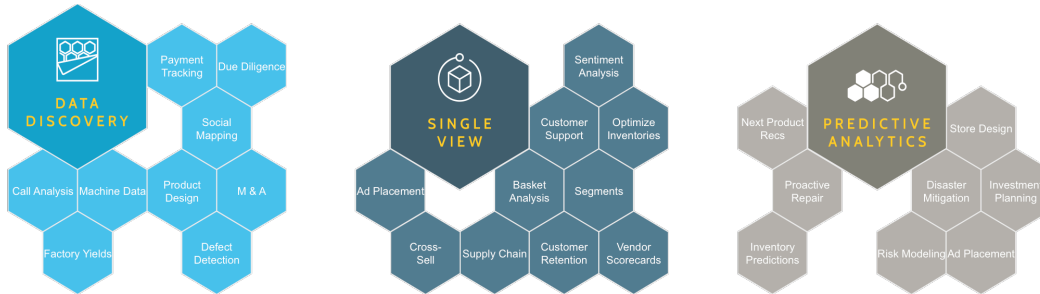 DATA
DISCOVERY
Payment
Tracking
Due Diligence
Social
Mapping
Call Analysis
Machine Data
Product
Design
M & A
Factory Yields
Defect
Detection
SINGLE
VIEW
Sentiment
Analysis
Customer
Support
Optimize
Inventories
Ad Placement
Basket
Analysis
Segments
Cross-
Sell
Supply Chain
Customer
Retention
Vendor
Scorecards
PREDICTIVE
ANALYTICS
Next Product
Recs
Store Design
Proactive
Repair
Disaster
Mitigation
Investment
Planning
Inventory
Predictions
Risk Modeling
Ad Placement